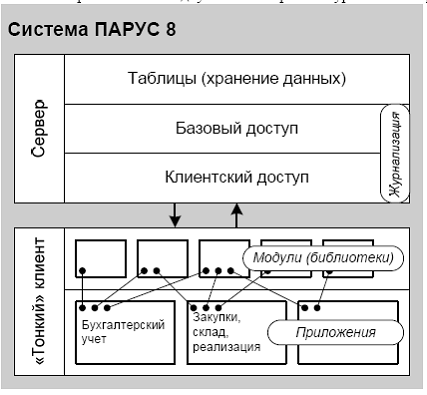 Система ПАРУС 8
Сервер
Таблицы (хранение данных)
Базовый доступ
Клиентский доступ
Журнализация
«Тонкий» клиент
Модули (библиотеки)
Бухгалтерский
учет
Закупки,
склад,
реализация
Приложения